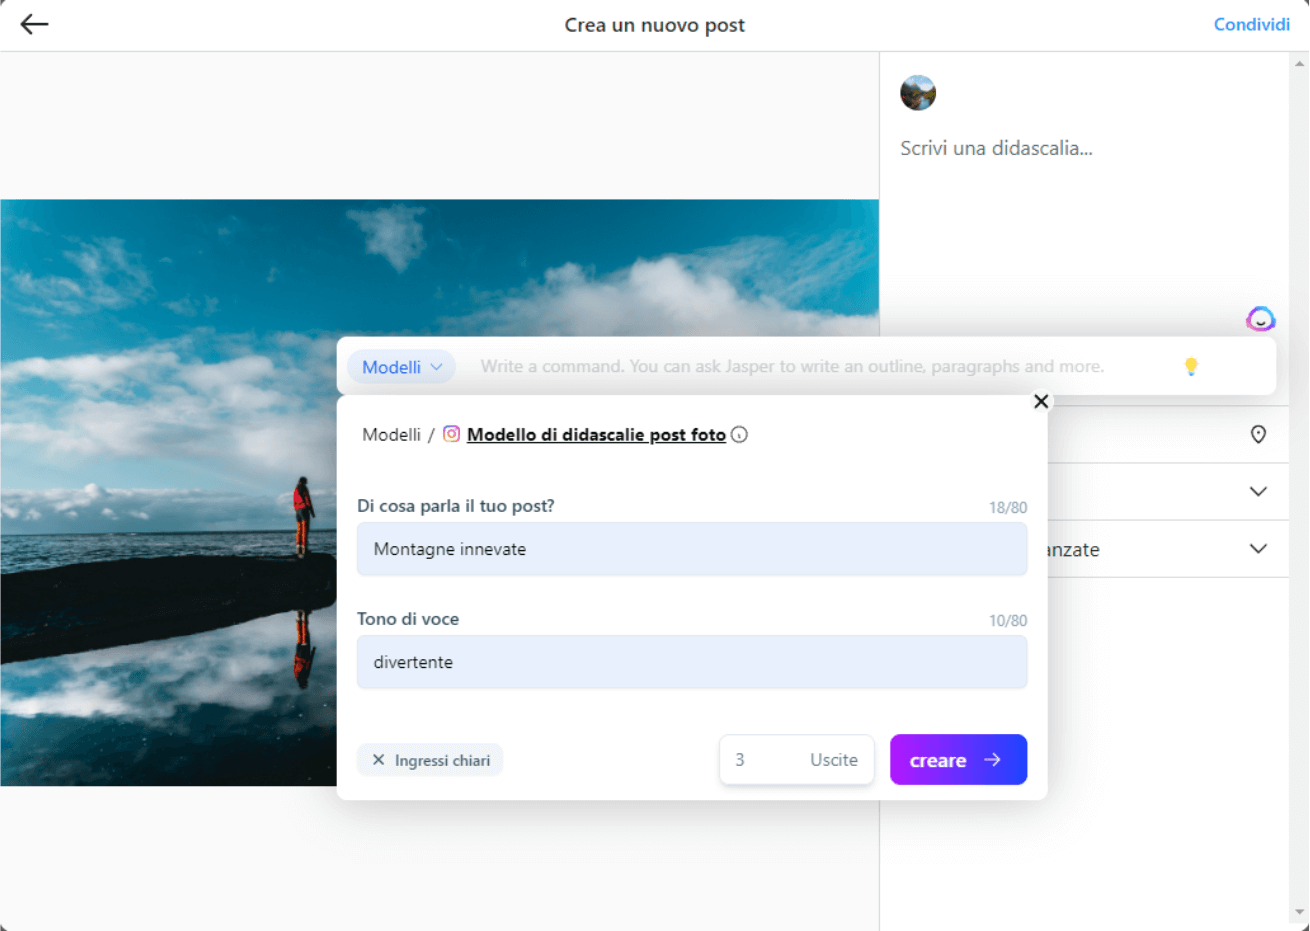 Crea un nuovo post
Condividi
Scrivi una didascalia...
Modelli
Write a command. You can ask Jasper to write an outline, paragraphs and more.
Modelli / Modello di didascalie post foto
Di cosa parla il tuo post?
18/80
Montagne innevate
anzate
Tono di voce
10/80
divertente
Ingressi chiari
3 Uscite
creare